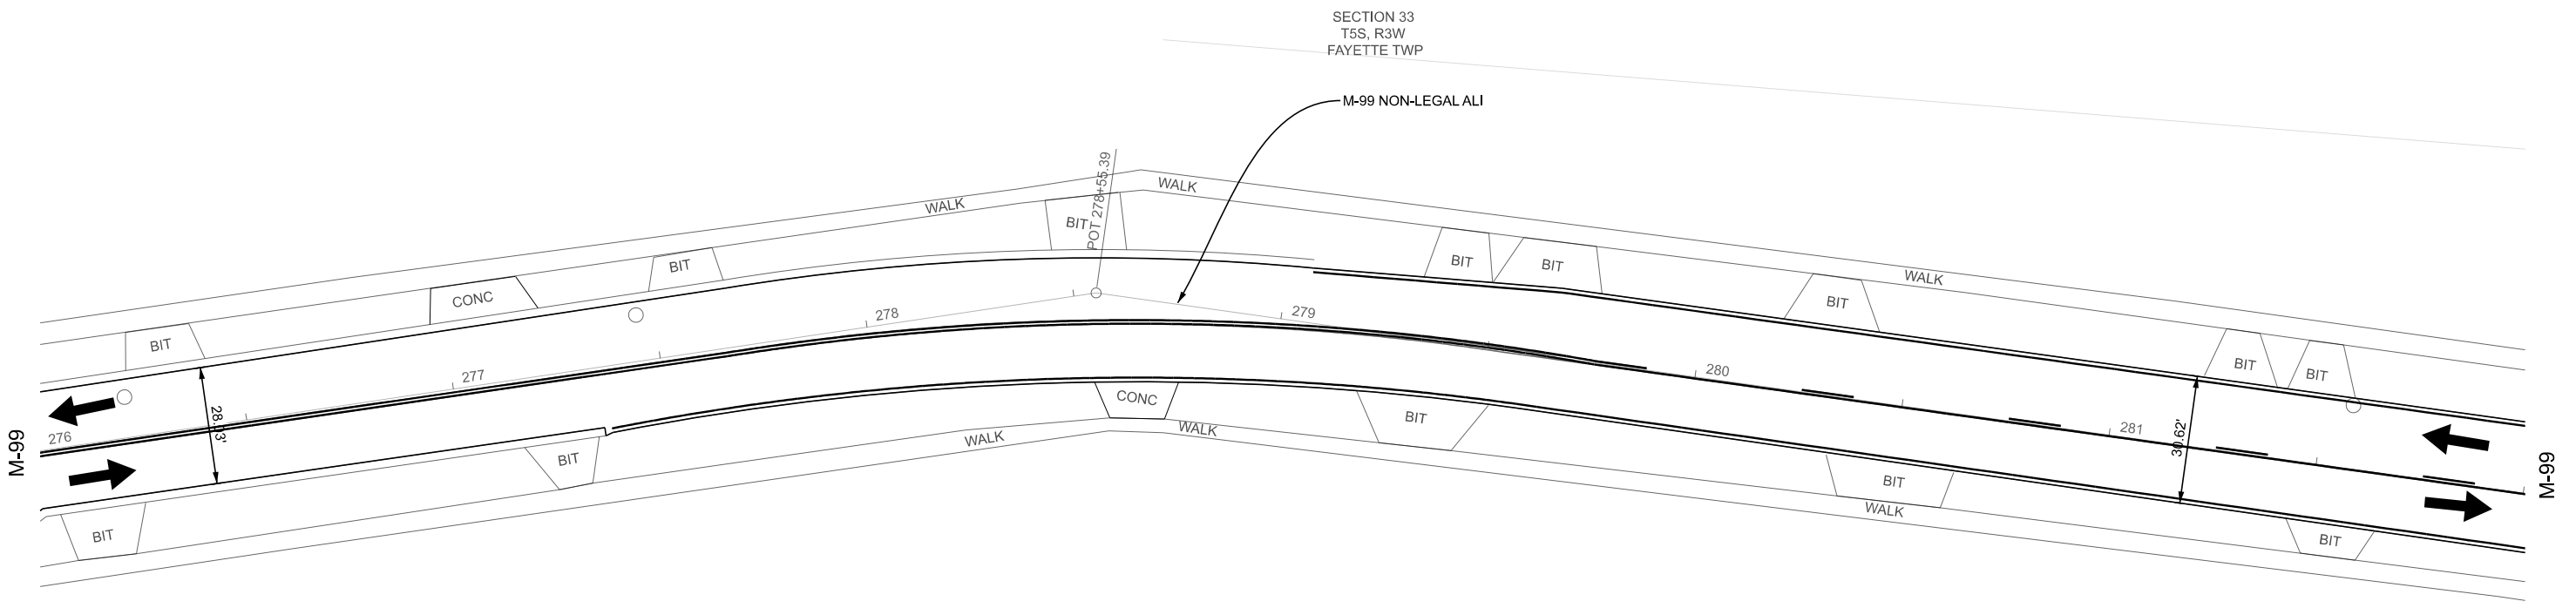 SECTION 33
T5S, R3W
FAYETTE TWP
M-99 NON-LEGAL ALI
POT 278+55.39
WALK
WALK
BIT
BIT
CONC
BIT
BIT
BIT
BIT
WALK
BIT
BIT
276
277
278
279
280
281
28.03'
30.62'
M-99
M-99
BIT
BIT
WALK
CONC
WALK
BIT
BIT
WALK
BIT